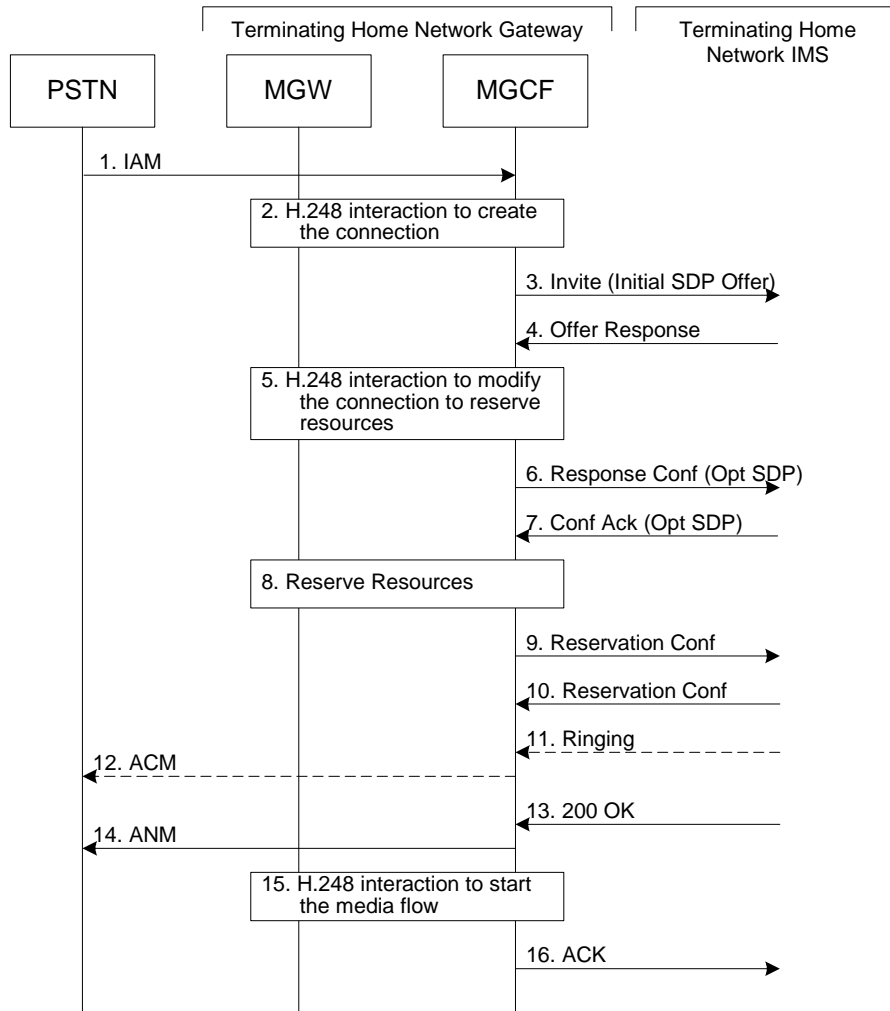 Terminating Home Network Gateway
Terminating Home
Network IMS
PSTN
MGW
MGCF
1. IAM
2. H.248 interaction to create
the connection
3. Invite (Initial SDP Offer)
4. Offer Response
5. H.248 interaction to modify
the connection to reserve
resources
6. Response Conf (Opt SDP)
7. Conf Ack (Opt SDP)
8. Reserve Resources
9. Reservation Conf
10. Reservation Conf
11. Ringing
12. ACM
13. 200 OK
14. ANM
15. H.248 interaction to start
the media flow
16. ACK